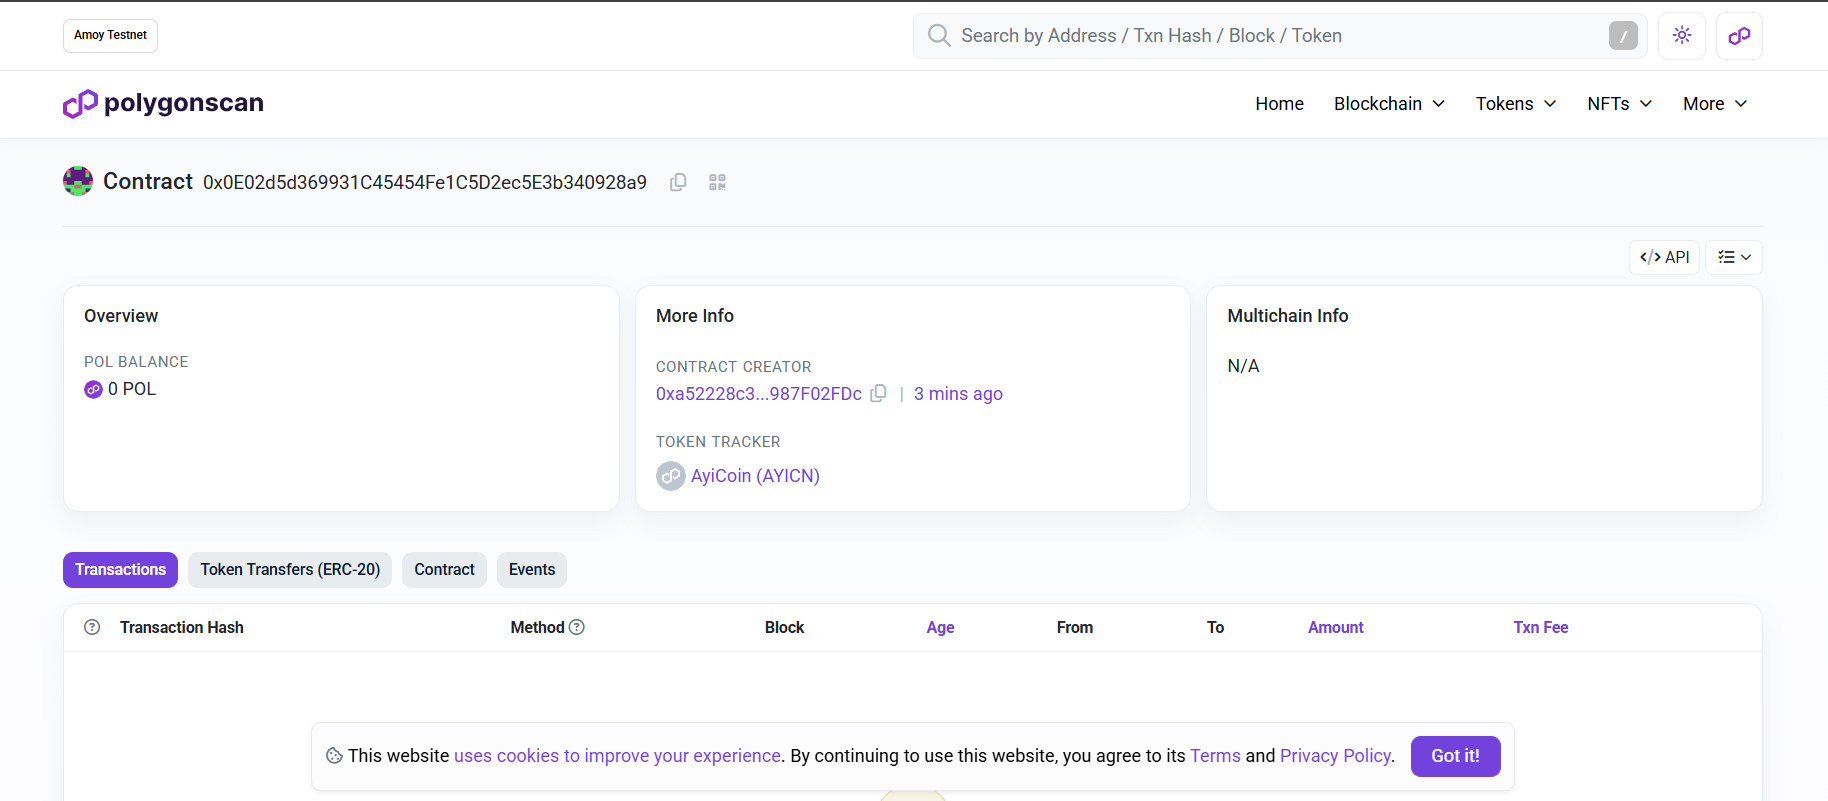 Amoy Testnet
Search by Address / Txn Hash / Block / Token
/
polygonscan
Home Blockchain Tokens NFTs More
Contract 0x0E02d5d369931C45454Fe1C5D2ec5E3b340928a9
</> API
Overview
POL BALANCE
0 POL
More Info
CONTRACT CREATOR
0xa52228c3...987F02FDc | 3 mins ago
TOKEN TRACKER
AyiCoin (AYICN)
Multichain Info
N/A
Transactions Token Transfers (ERC-20) Contract Events
? Transaction Hash Method ? Block Age From To Amount Txn Fee
This website uses cookies to improve your experience. By continuing to use this website, you agree to its Terms and Privacy Policy. Got it!